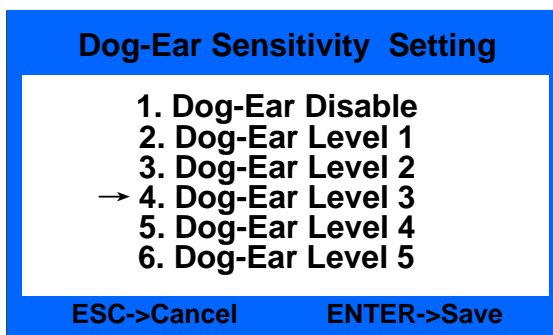 Dog-Ear Sensitivity Setting
1. Dog-Ear Disable
2. Dog-Ear Level 1
3. Dog-Ear Level 2
→ 4. Dog-Ear Level 3
5. Dog-Ear Level 4
6. Dog-Ear Level 5
ESC->Cancel ENTER->Save